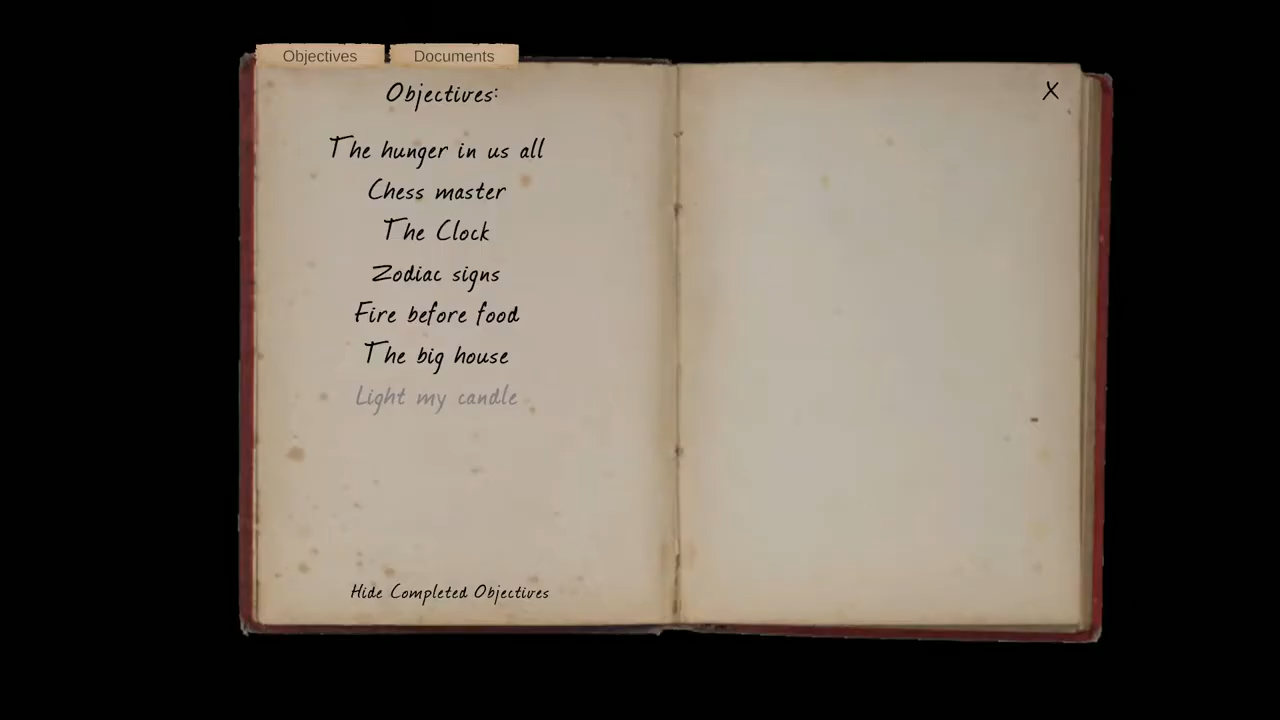 Objectives Documents
Objectives:
X
The hunger in us all
Chess master
The Clock
Zodiac signs
Fire before food
The big house
Light my candle
Hide Completed Objectives